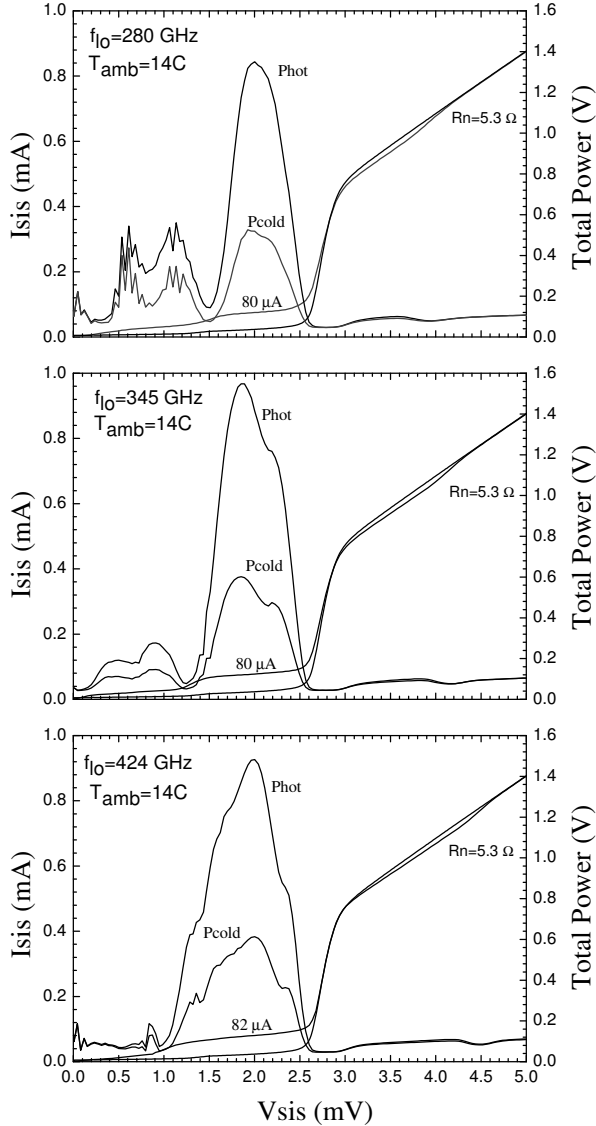 f_lo=280 GHz
T_amb=14C
Phot
Pcold
80 µA
Rn=5.3 Ω
Isis (mA)
Total Power (V)
1.0
0.8
0.6
0.4
0.2
0.0
1.6
1.4
1.2
1.0
0.8
0.6
0.4
0.2
0.0
f_lo=345 GHz
T_amb=14C
Phot
Pcold
80 µA
Rn=5.3 Ω
Isis (mA)
Total Power (V)
1.0
0.8
0.6
0.4
0.2
0.0
1.6
1.4
1.2
1.0
0.8
0.6
0.4
0.2
0.0
f_lo=424 GHz
T_amb=14C
Phot
Pcold
82 µA
Rn=5.3 Ω
Isis (mA)
Total Power (V)
1.0
0.8
0.6
0.4
0.2
0.0
1.6
1.4
1.2
1.0
0.8
0.6
0.4
0.2
0.0
0.0 0.5 1.0 1.5 2.0 2.5 3.0 3.5 4.0 4.5 5.0
Vsis (mV)